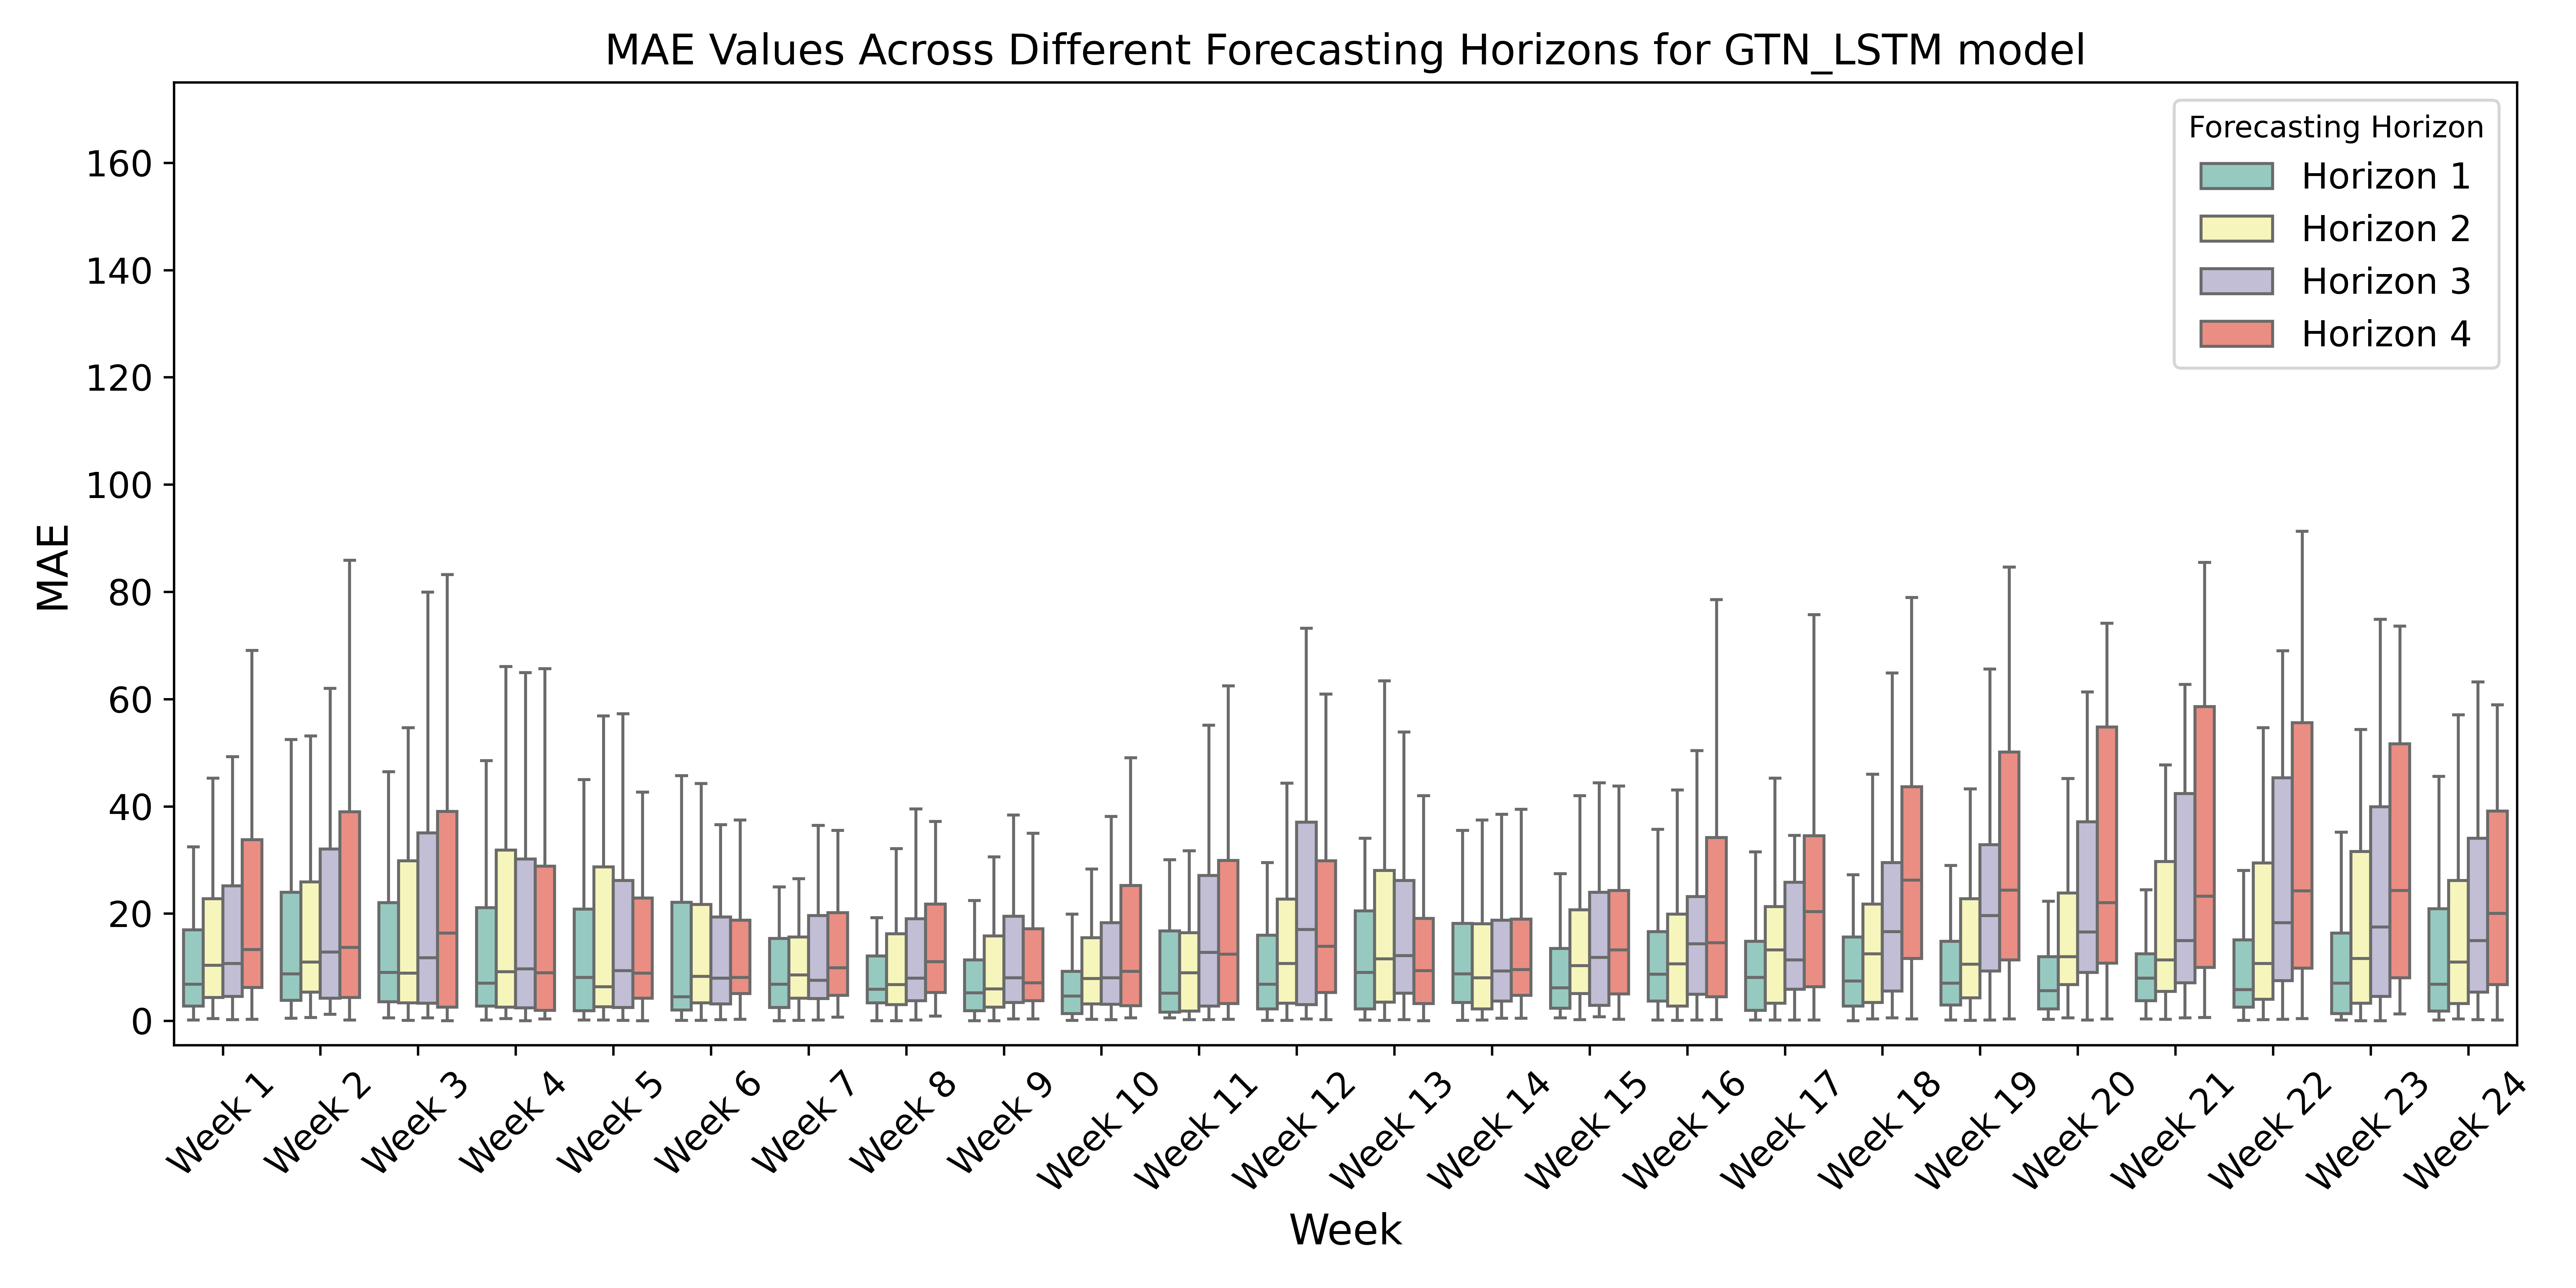 MAE Values Across Different Forecasting Horizons for GTN_LSTM model
Forecasting Horizon
Horizon 1
Horizon 2
Horizon 3
Horizon 4
MAE
160
140
120
100
80
60
40
20
0
Week 1
Week 2
Week 3
Week 4
Week 5
Week 6
Week 7
Week 8
Week 9
Week 10
Week 11
Week 12
Week 13
Week 14
Week 15
Week 16
Week 17
Week 18
Week 19
Week 20
Week 21
Week 22
Week 23
Week 24
Week